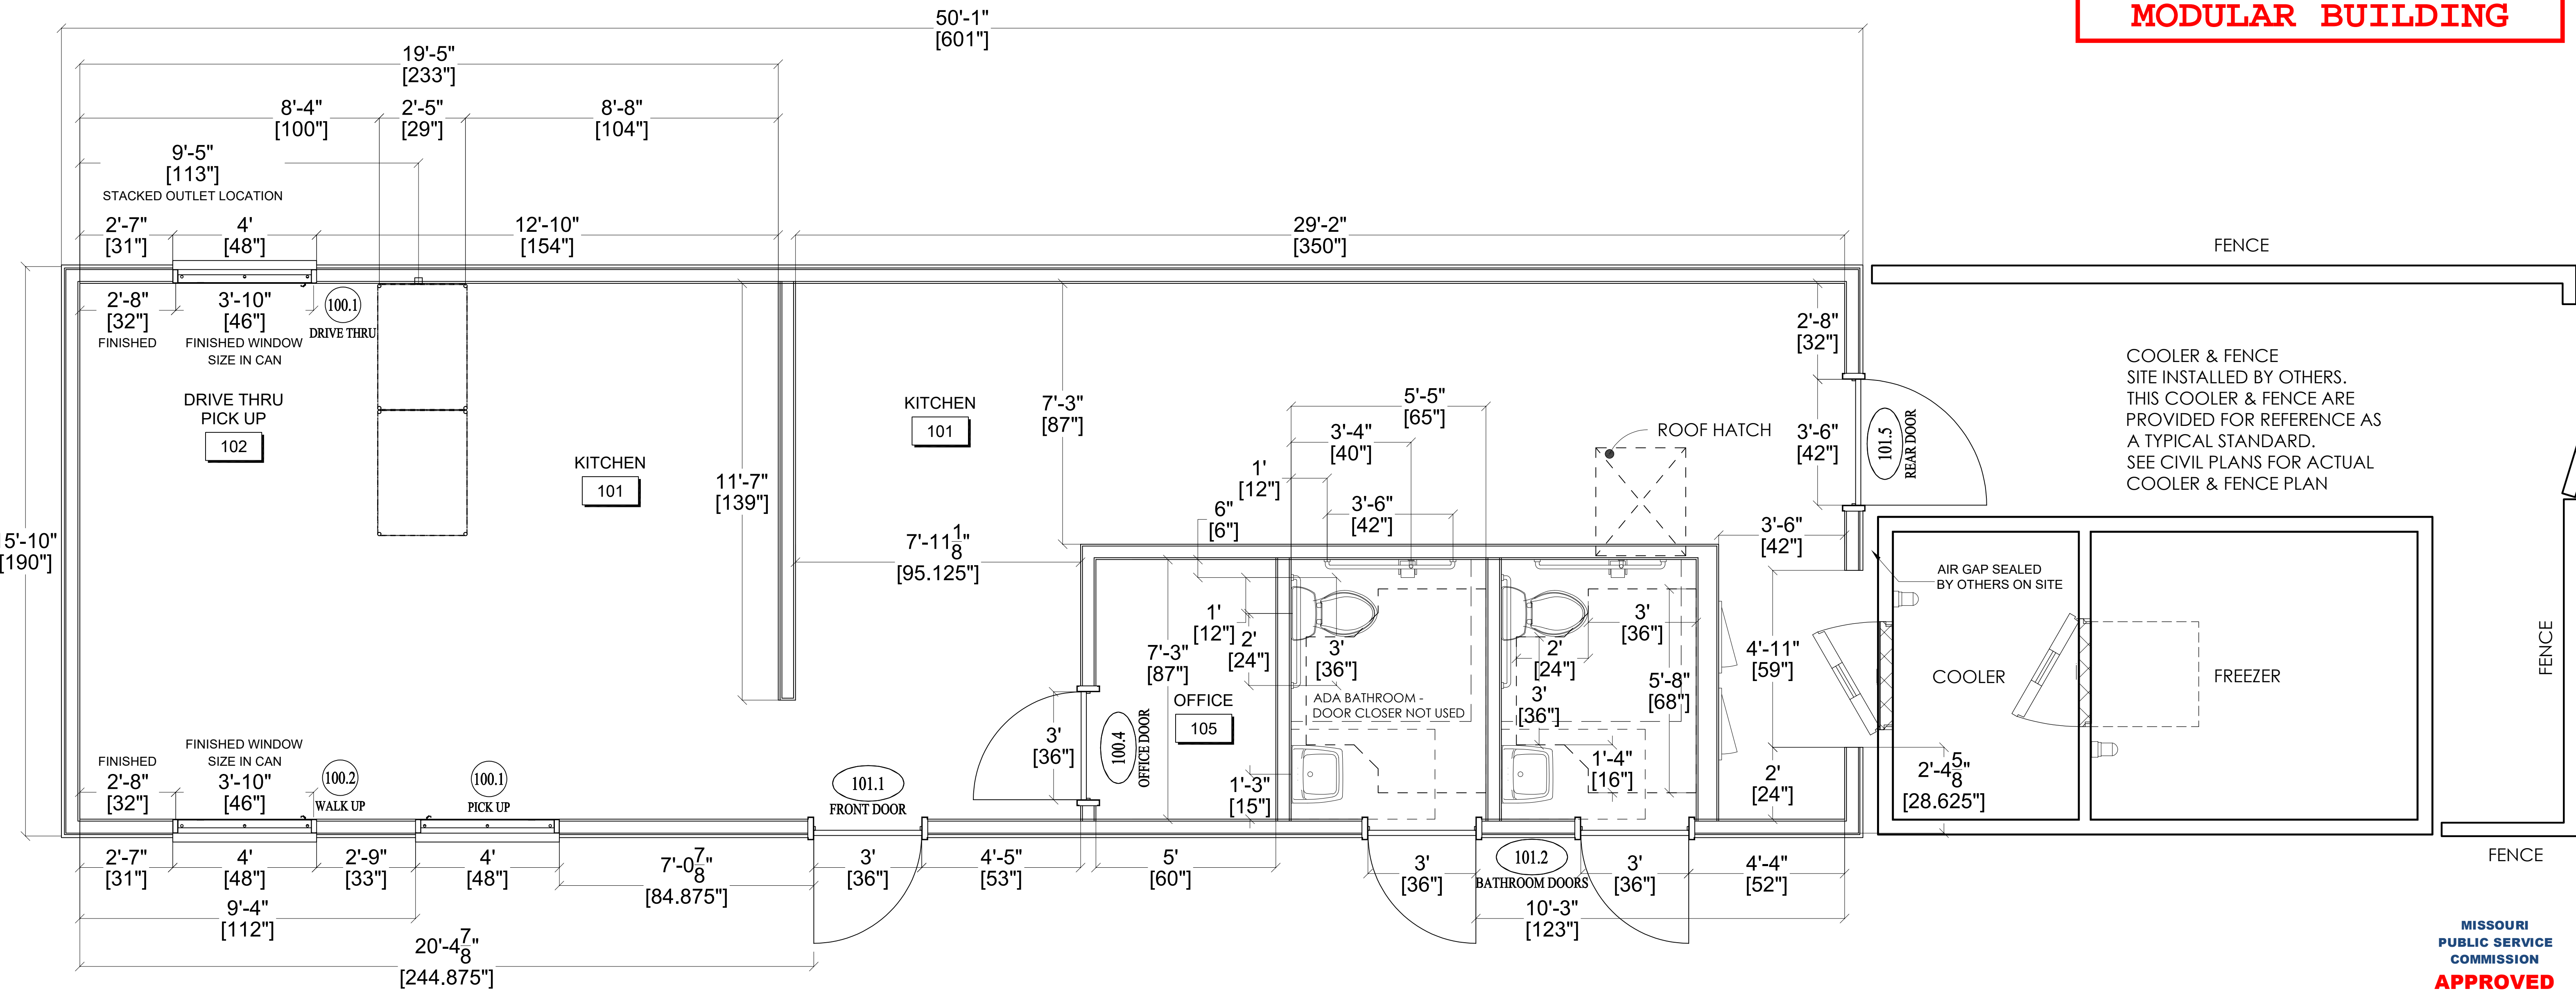 MODULAR BUILDING
50'-1"
[601"]
19'-5"
[233"]
8'-4"
[100"]
2'-5"
[29"]
8'-8"
[104"]
9'-5"
[113"]
STACKED OUTLET LOCATION
2'-7"
[31"]
4'
[48"]
12'-10"
[154"]
29'-2"
[350"]
FENCE
2'-8"
[32"]
FINISHED
3'-10"
[46"]
FINISHED WINDOW
SIZE IN CAN
100.1
DRIVE THRU
DRIVE THRU
PICK UP
102
KITCHEN
101
11'-7"
[139"]
KITCHEN
101
7'-3"
[87"]
7'-11 1/8"
[95.125"]
5'-5"
[65"]
3'-4"
[40"]
1'
[12"]
3'-6"
[42"]
6"
[6"]
ROOF HATCH
2'-8"
[32"]
3'-6"
[42"]
101.5
REAR DOOR
3'-6"
[42"]
COOLER & FENCE
SITE INSTALLED BY OTHERS.
THIS COOLER & FENCE ARE
PROVIDED FOR REFERENCE AS
A TYPICAL STANDARD.
SEE CIVIL PLANS FOR ACTUAL
COOLER & FENCE PLAN
15'-10"
[190"]
AIR GAP SEALED
BY OTHERS ON SITE
1'
[12"]
2'
[24"]
7'-3"
[87"]
3'
[36"]
ADA BATHROOM -
DOOR CLOSER NOT USED
OFFICE
105
2'
[24"]
3'
[36"]
3'
[36"]
5'-8"
[68"]
1'-4"
[16"]
1'-3"
[15"]
4'-11"
[59"]
2'
[24"]
COOLER
FREEZER
FENCE
2'-4 5/8"
[28.625"]
3'
[36"]
100.4
OFFICE DOOR
FINISHED
2'-8"
[32"]
FINISHED WINDOW
SIZE IN CAN
3'-10"
[46"]
100.2
WALK UP
100.1
PICK UP
101.1
FRONT DOOR
2'-7"
[31"]
4'
[48"]
2'-9"
[33"]
4'
[48"]
7'-0 7/8"
[84.875"]
3'
[36"]
4'-5"
[53"]
5'
[60"]
3'
[36"]
101.2
BATHROOM DOORS
3'
[36"]
4'-4"
[52"]
FENCE
9'-4"
[112"]
10'-3"
[123"]
20'-4 7/8"
[244.875"]
MISSOURI
PUBLIC SERVICE
COMMISSION
APPROVED